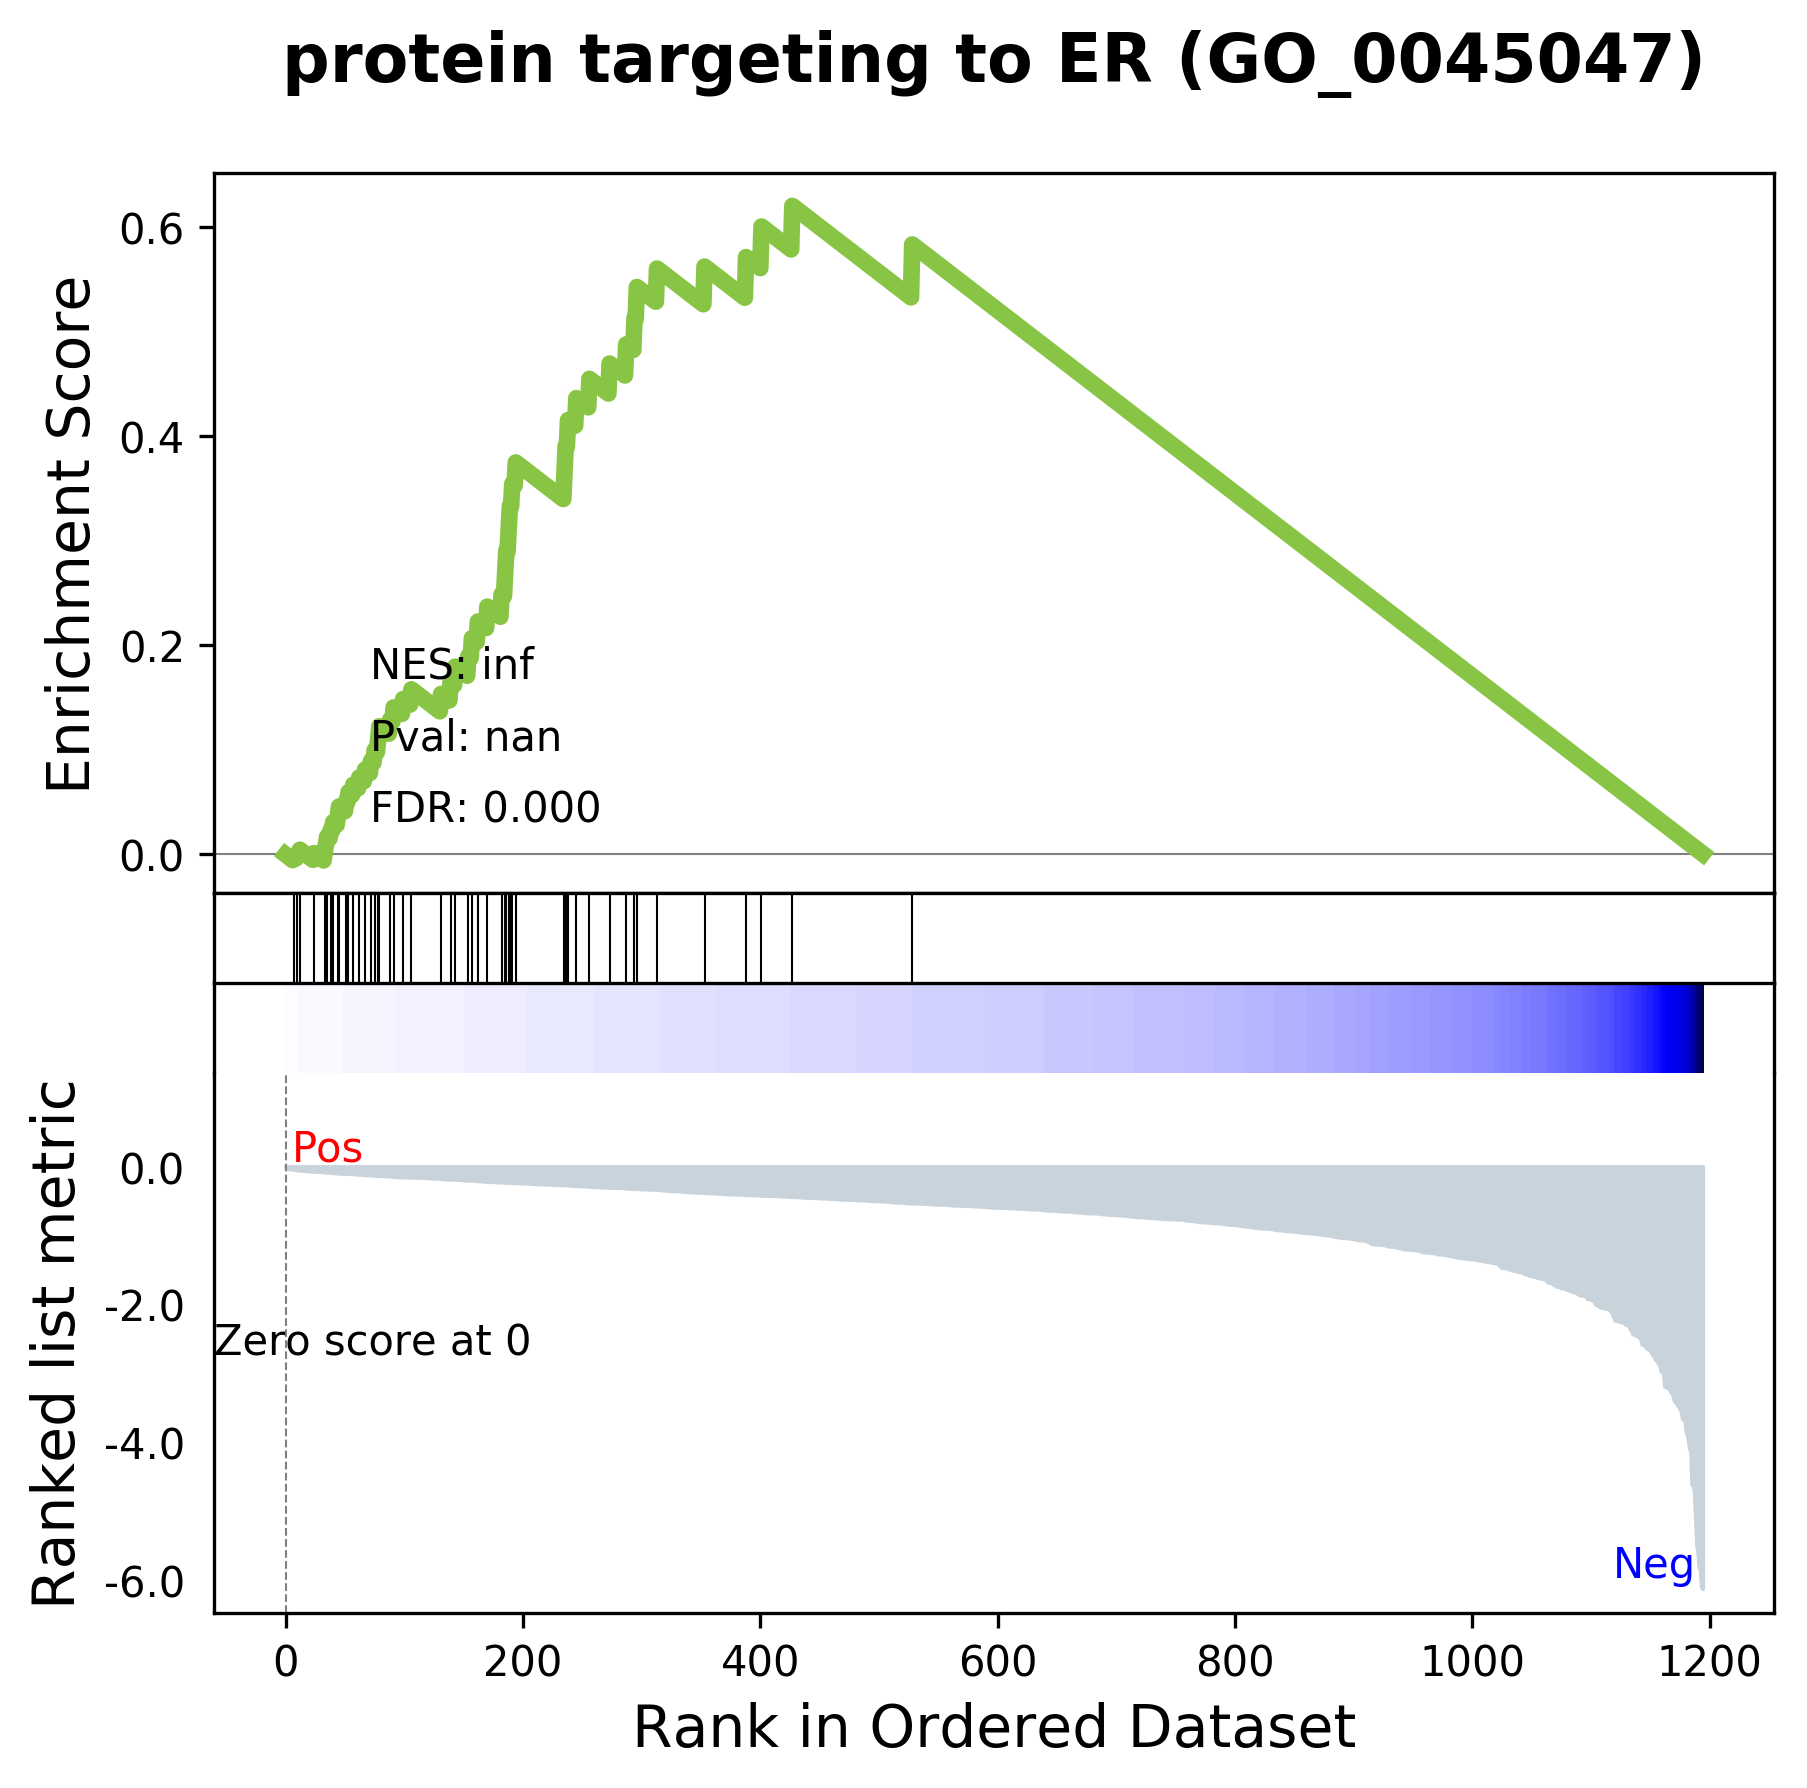 protein targeting to ER (GO_0045047)
Enrichment Score
0.6
0.4
0.2
0.0
NES: inf
Pval: nan
FDR: 0.000
Ranked list metric
0.0
-2.0
-4.0
-6.0
Pos
Zero score at 0
Neg
0 200 400 600 800 1000 1200
Rank in Ordered Dataset